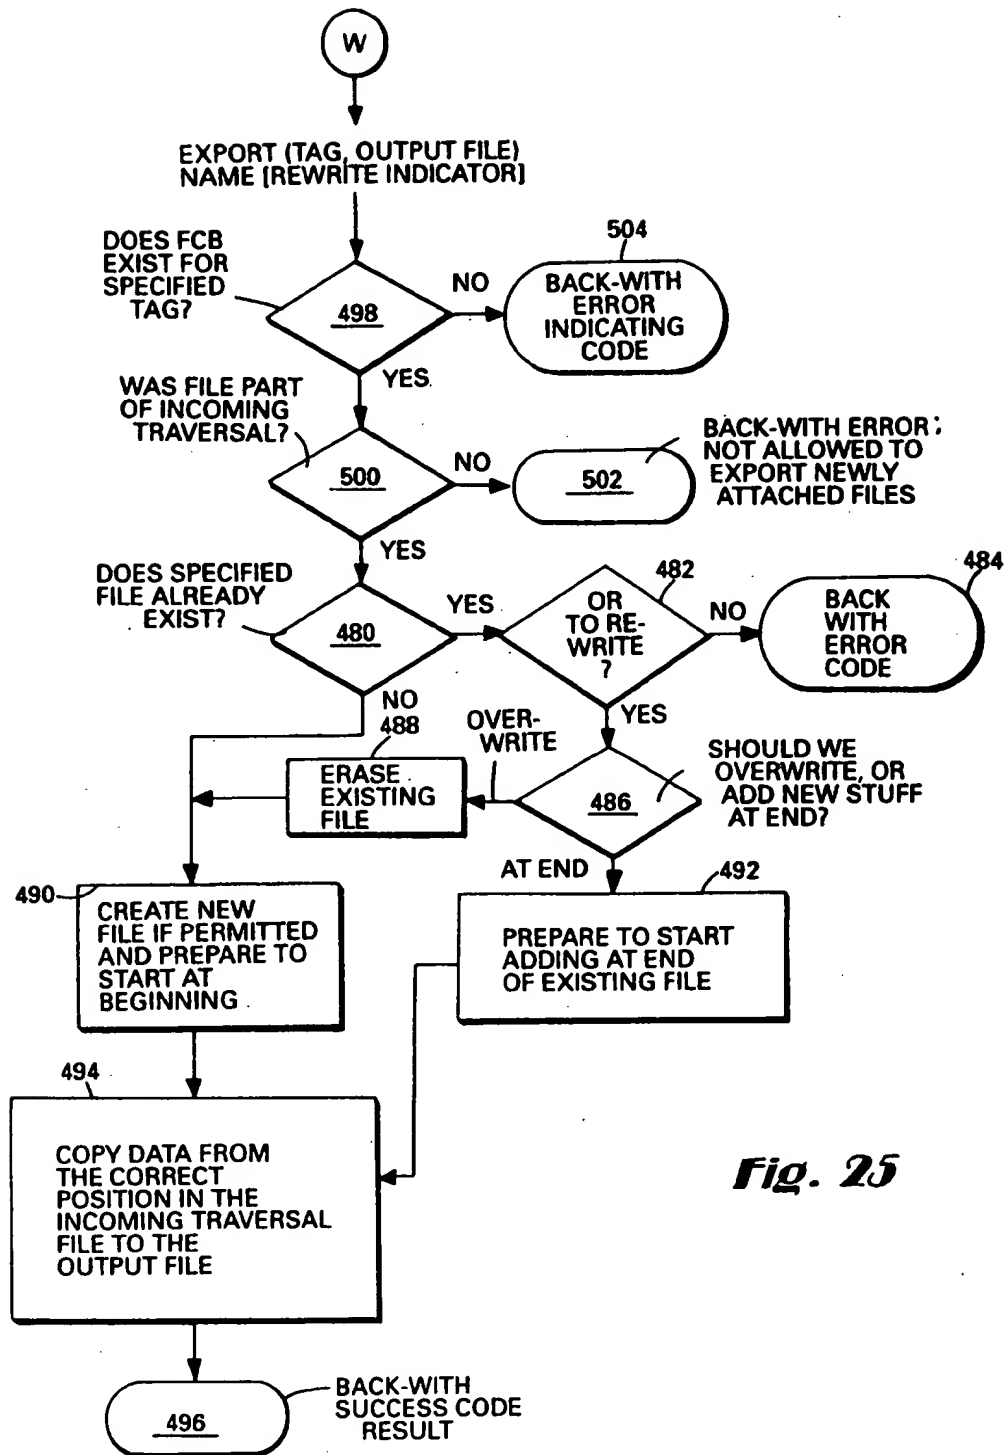 W
EXPORT (TAG, OUTPUT FILE)
NAME [REWRITE INDICATOR]
DOES FCB
EXIST FOR
SPECIFIED
TAG?
498
NO
504
BACK-WITH
ERROR
INDICATING
CODE
YES
WAS FILE PART
OF INCOMING
TRAVERSAL?
500
NO
502
BACK-WITH ERROR:
NOT ALLOWED TO
EXPORT NEWLY
ATTACHED FILES
YES
DOES SPECIFIED
FILE ALREADY
EXIST?
480
YES
482
OR
TO RE-
WRITE
?
NO
484
BACK
WITH
ERROR
CODE
NO
YES
488
ERASE
EXISTING
FILE
OVER-
WRITE
486
SHOULD WE
OVERWRITE, OR
ADD NEW STUFF
AT END?
AT END
490
CREATE NEW
FILE IF PERMITTED
AND PREPARE TO
START AT
BEGINNING
492
PREPARE TO START
ADDING AT END
OF EXISTING FILE
494
COPY DATA FROM
THE CORRECT
POSITION IN THE
INCOMING TRAVERSAL
FILE TO THE
OUTPUT FILE
Fig. 25
496
BACK-WITH
SUCCESS CODE
RESULT